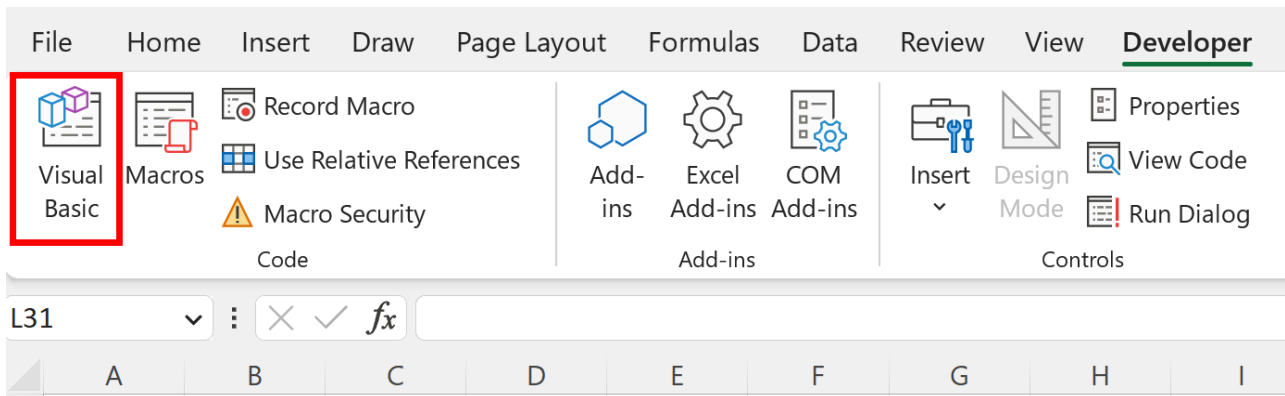 File Home Insert Draw Page Layout Formulas Data Review View Developer
Visual Basic
Macros
Record Macro
Use Relative References
Macro Security
Code
Add-ins
Excel Add-ins
COM Add-ins
Add-ins
Insert
Design Mode
Properties
View Code
Run Dialog
Controls
L31 fx
A B C D E F G H I